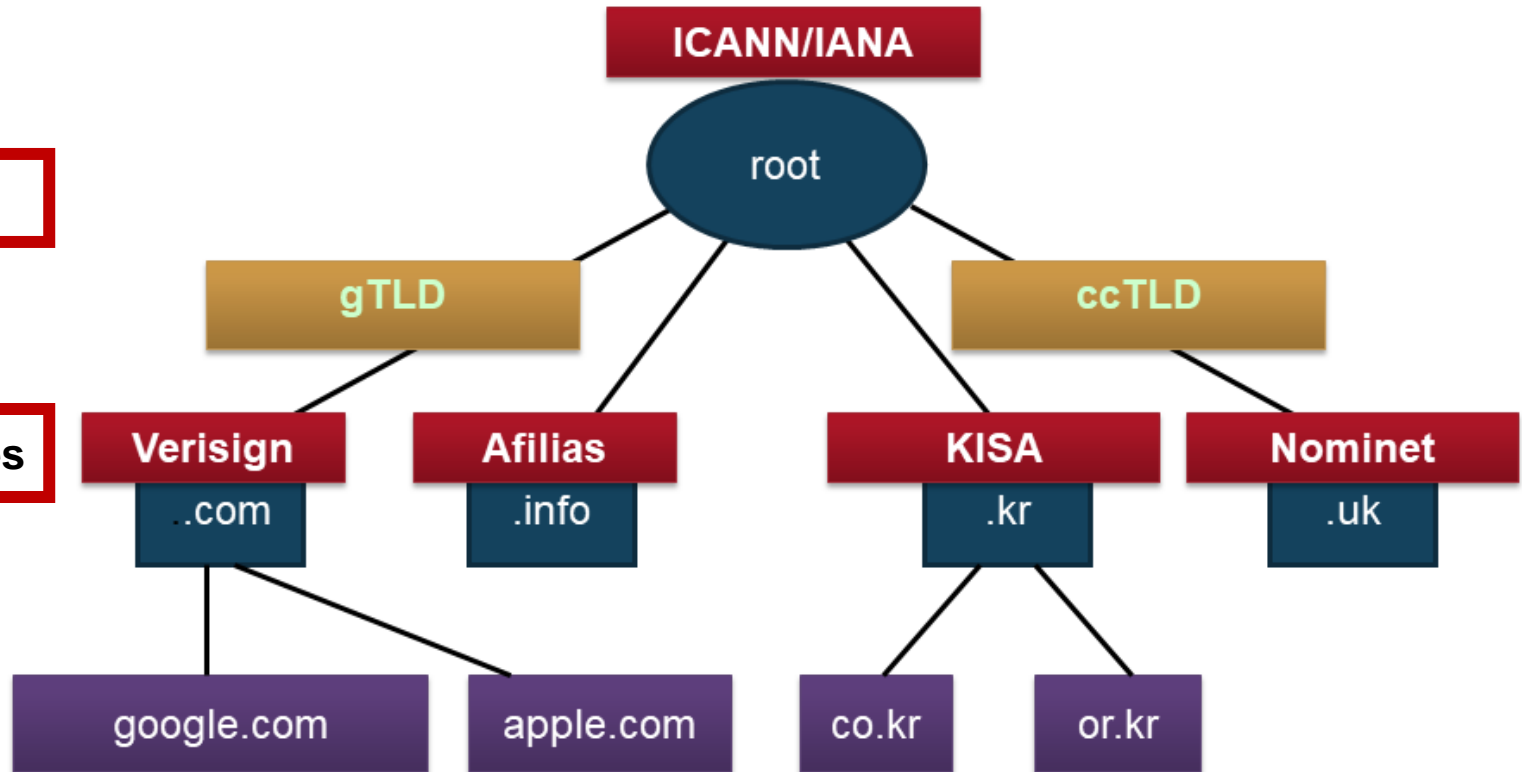 ICANN/IANA
root
gTLD
ccTLD
s
Verisign
Afilias
KISA
Nominet
..com
.info
.kr
.uk
google.com
apple.com
co.kr
or.kr